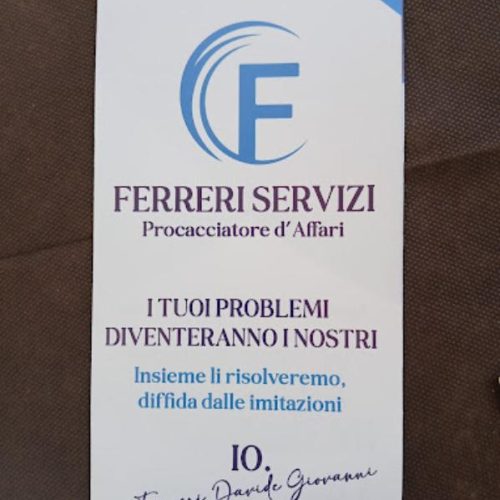 F
FERRERI SERVIZI
Procacciatore d'Affari
I TUOI PROBLEMI
DIVENTERANNO I NOSTRI
Insieme li risolveremo,
diffida dalle imitazioni
IO.
Davide Giovanni